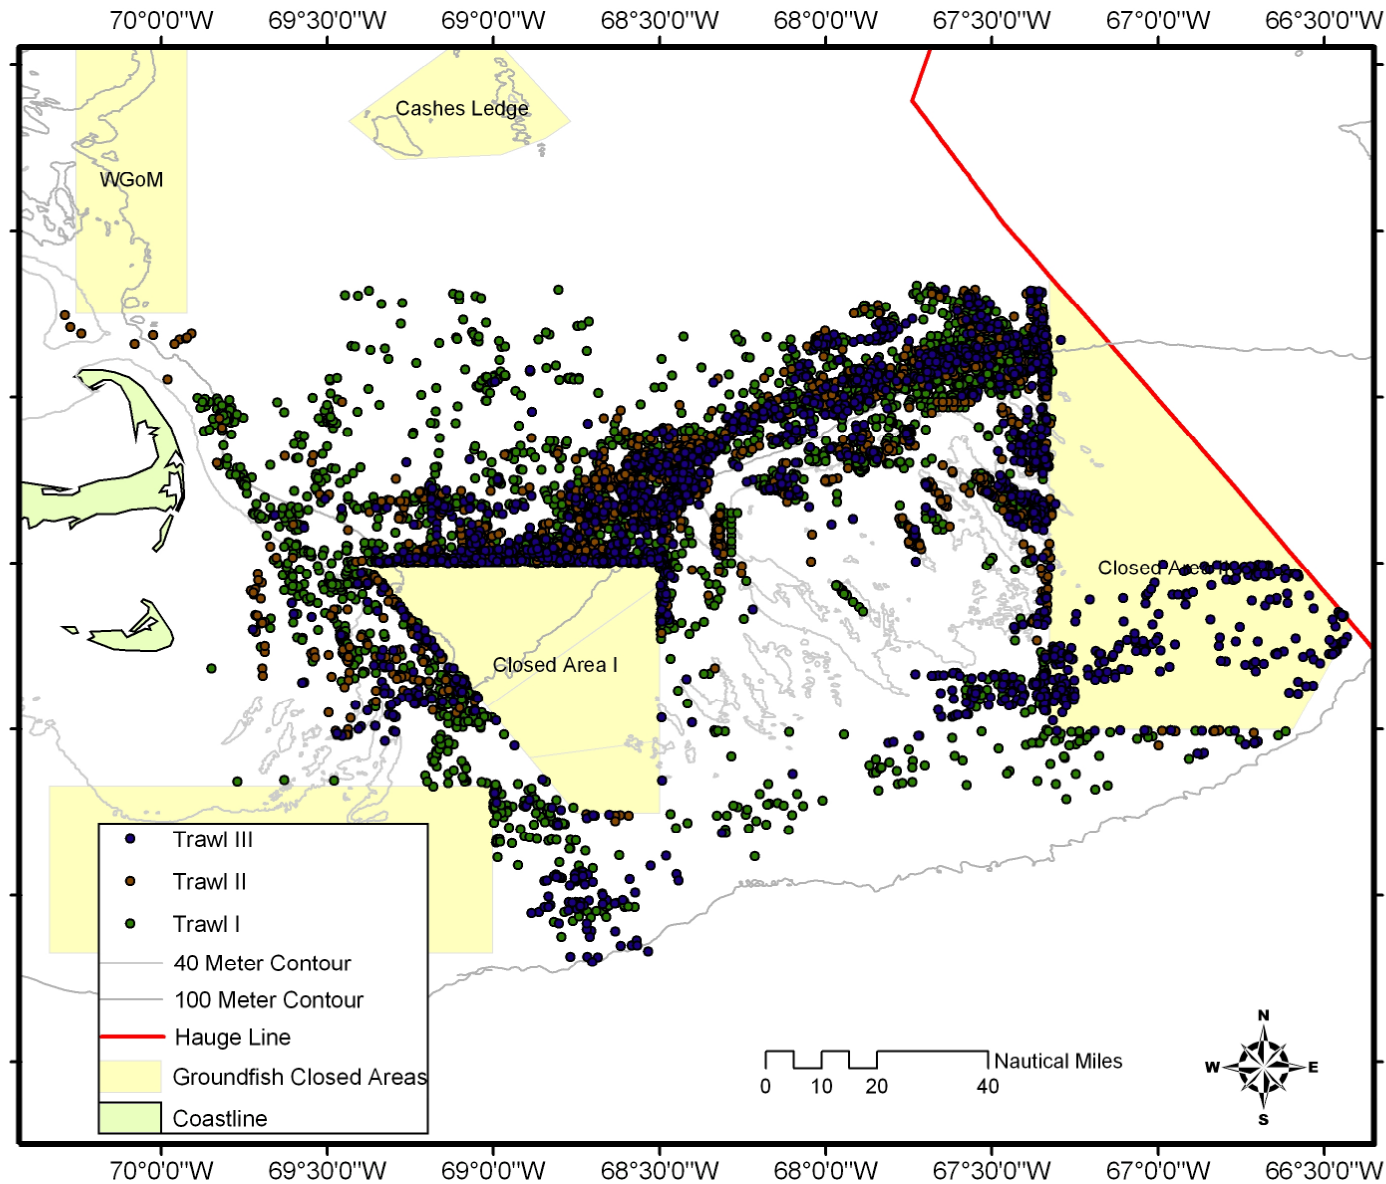 70°0'0"W 69°30'0"W 69°0'0"W 68°30'0"W 68°0'0"W 67°30'0"W 67°0'0"W 66°30'0"W
Cashes Ledge
WGoM
Closed Area
Closed Area I
Trawl III
Trawl II
Trawl I
40 Meter Contour
100 Meter Contour
Hauge Line
Groundfish Closed Areas
Coastline
Nautical Miles
0 10 20 40
N
W E
S
70°0'0"W 69°30'0"W 69°0'0"W 68°30'0"W 68°0'0"W 67°30'0"W 67°0'0"W 66°30'0"W